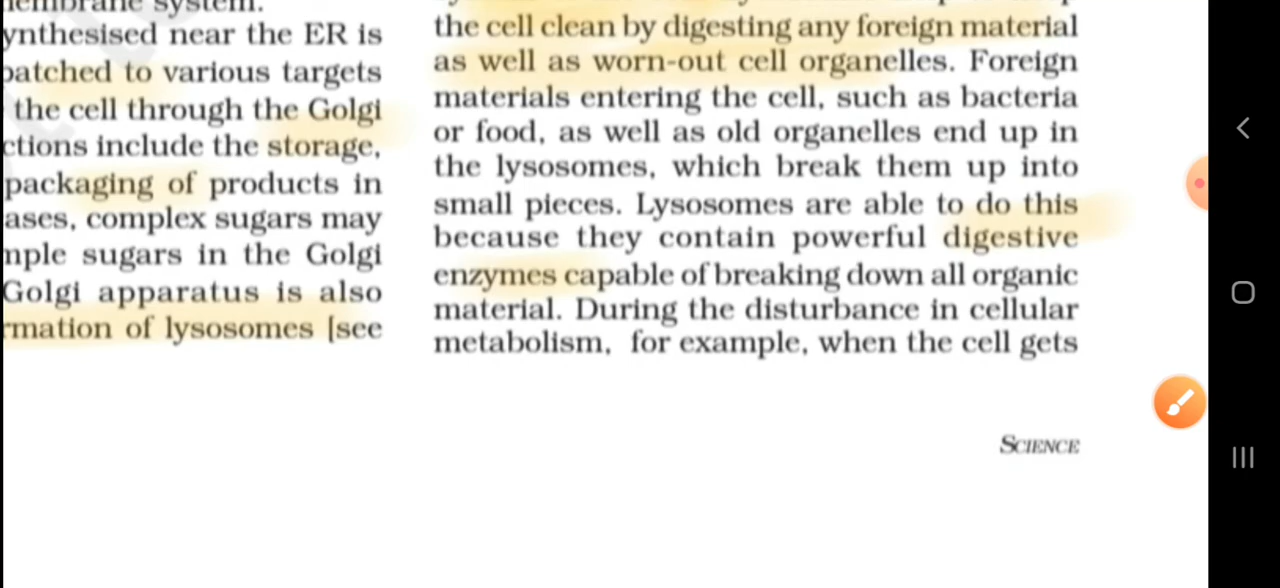 system.
ynthesised near the ER is
patched to various targets
the cell through the Golgi
ctions include the storage,
packaging of products in
ases, complex sugars may
mple sugars in the Golgi
Golgi apparatus is also
rmation of lysosomes [see
the cell clean by digesting any foreign material
as well as worn-out cell organelles. Foreign
materials entering the cell, such as bacteria
or food, as well as old organelles end up in
the lysosomes, which break them up into
small pieces. Lysosomes are able to do this
because they contain powerful digestive
enzymes capable of breaking down all organic
material. During the disturbance in cellular
metabolism, for example, when the cell gets
SCIENCE